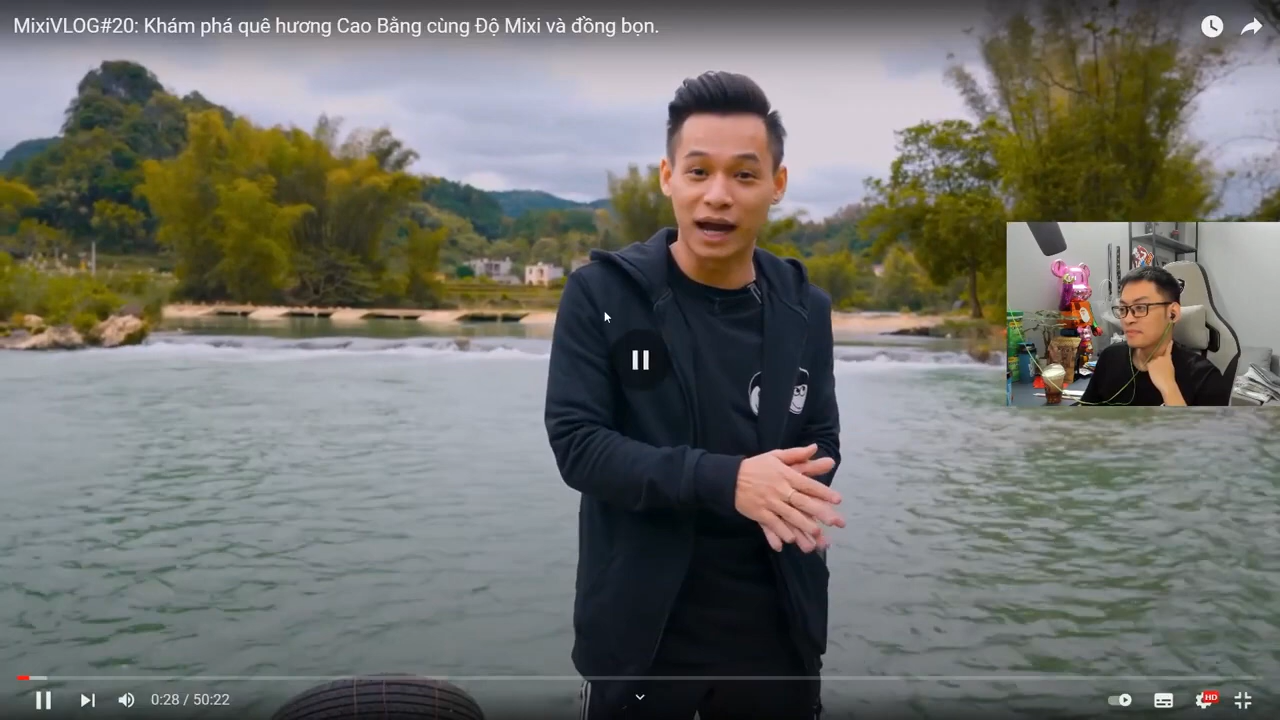 MixiVLOG#20: Khám phá quê hương Cao Bằng cùng Độ Mixi và đồng bọn.
0:28 / 50:22
HD